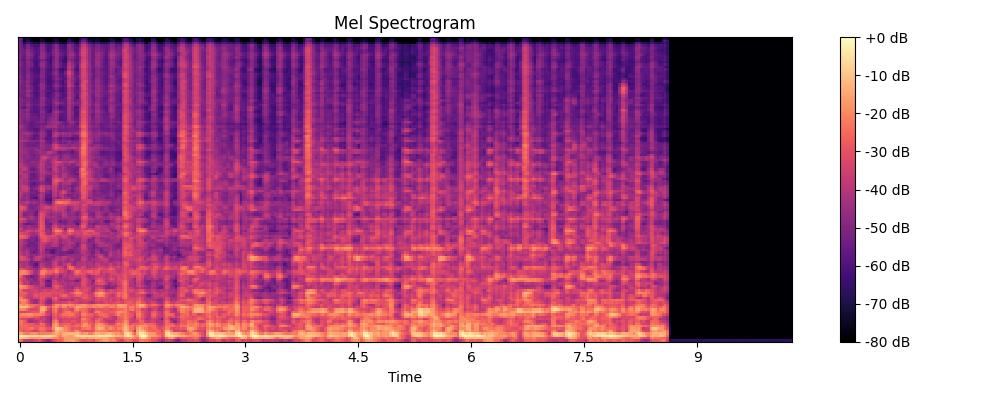 Mel Spectrogram
+0 dB
-10 dB
-20 dB
-30 dB
-40 dB
-50 dB
-60 dB
-70 dB
-80 dB
0 1.5 3 4.5 6 7.5 9
Time